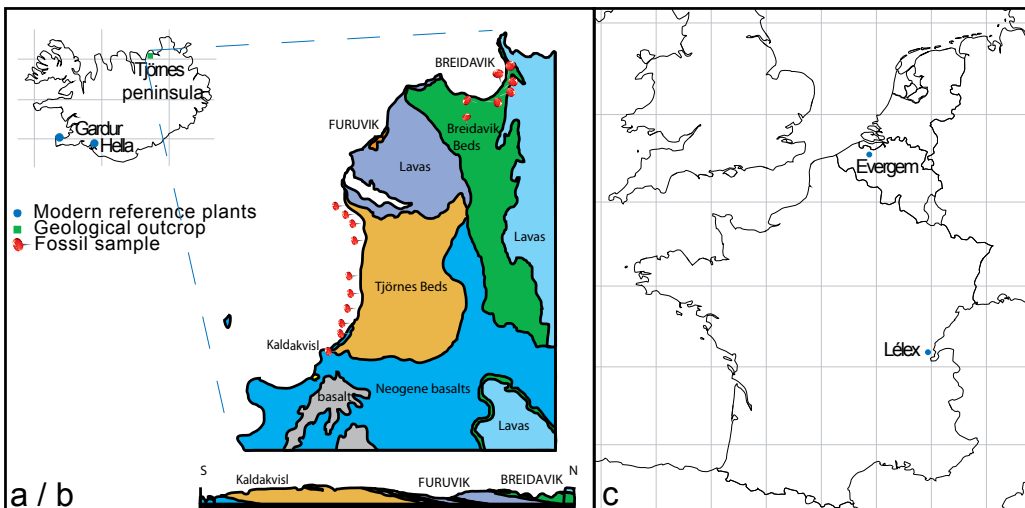 Tjörnes
peninsula
Gardur
Hella
Modern reference plants
Geological outcrop
Fossil sample
BREIDAVIK
FURUVIK
Breidavik
Beds
Lavas
Lavas
Tjörnes Beds
Kaldakvisl
Neogene basalts
basalt
Lavas
S
Kaldakvisl
FURUVIK
BREIDAVIK
N
a / b
Evergem
Lélex
c